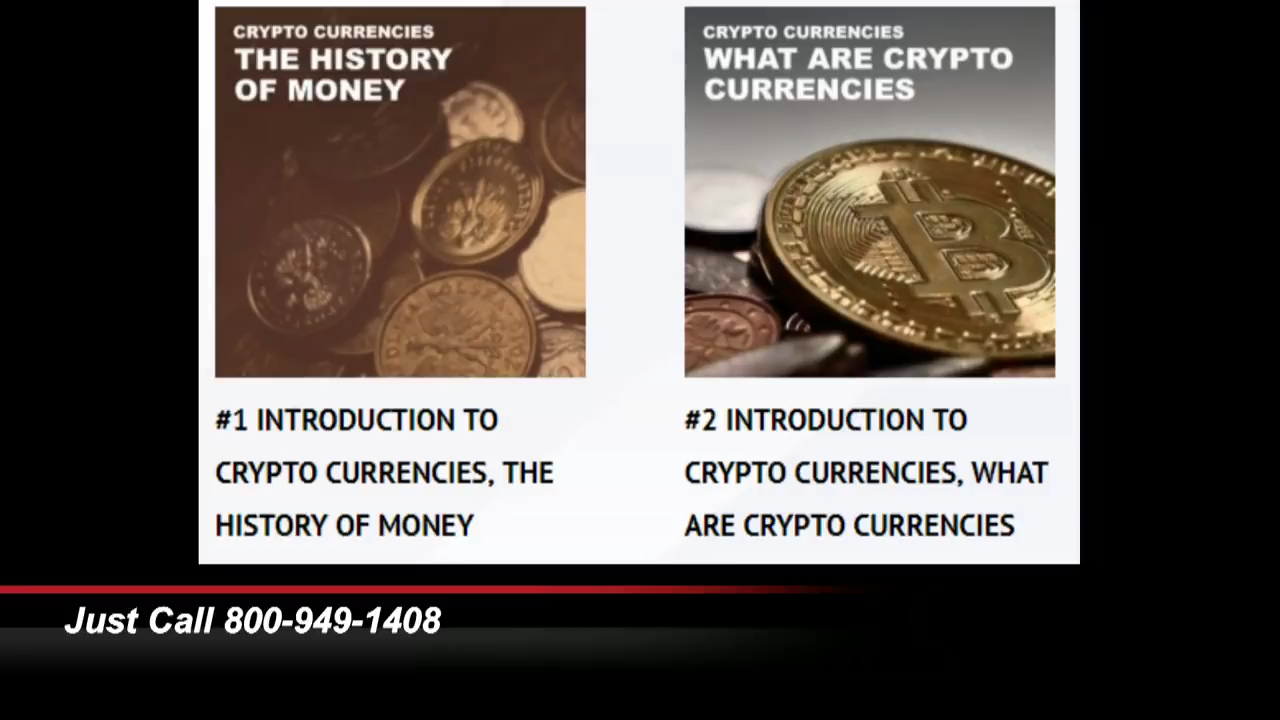 CRYPTO CURRENCIES
THE HISTORY
OF MONEY
#1 INTRODUCTION TO
CRYPTO CURRENCIES, THE
HISTORY OF MONEY
CRYPTO CURRENCIES
WHAT ARE CRYPTO
CURRENCIES
#2 INTRODUCTION TO
CRYPTO CURRENCIES, WHAT
ARE CRYPTO CURRENCIES
Just Call 800-949-1408